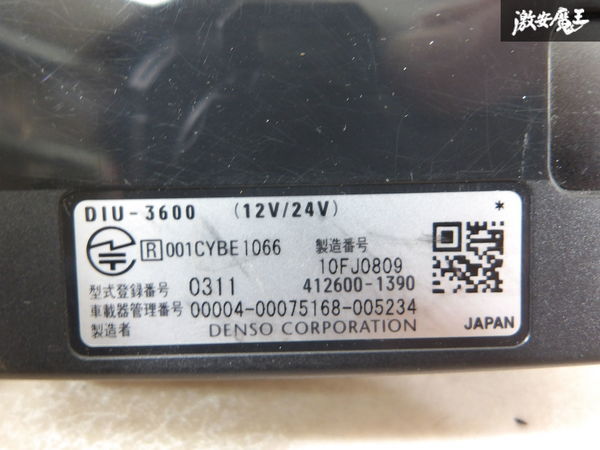 激安魔王
DIU-3600 (12V/24V) *
R 001CYBE1066 製造番号
10FJ0809
型式登録番号 0311 412600-1390
車載器管理番号 00004-00075168-005234
製造者 DENSO CORPORATION JAPAN